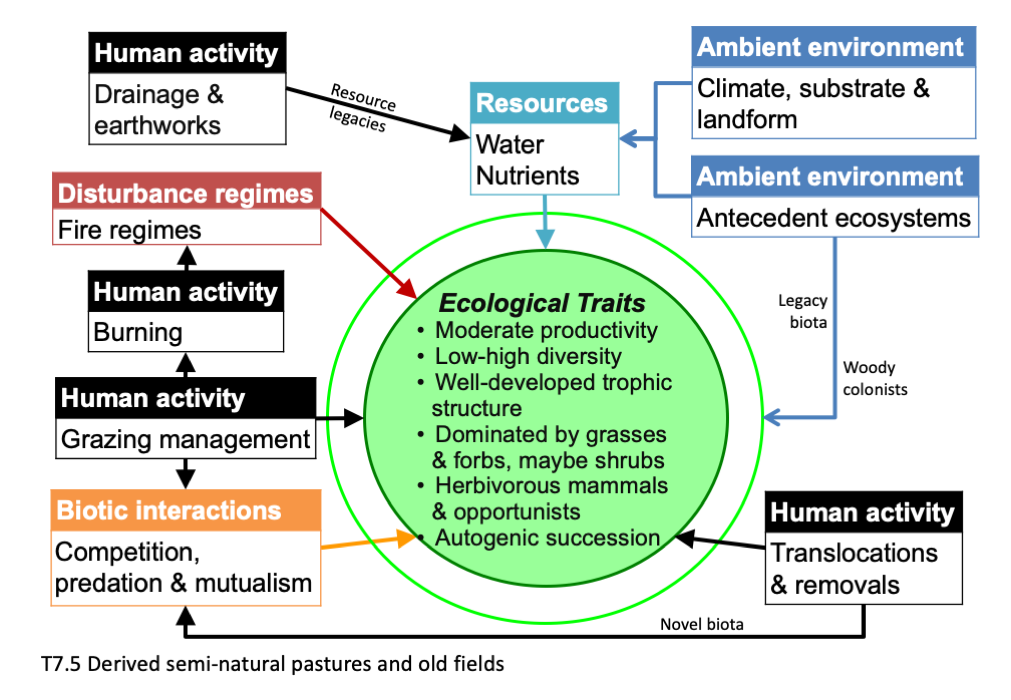 Human activity
Drainage &
earthworks
Resource
legacies
Resources
Water
Nutrients
Ambient environment
Climate, substrate &
landform
Ambient environment
Antecedent ecosystems
Disturbance regimes
Fire regimes
Human activity
Burning
Human activity
Grazing management
Biotic interactions
Competition,
predation & mutualism
Ecological Traits
• Moderate productivity
• Low-high diversity
• Well-developed trophic
structure
• Dominated by grasses
& forbs, maybe shrubs
• Herbivorous mammals
& opportunists
• Autogenic succession
Legacy
biota
Woody
colonists
Human activity
Translocations
& removals
Novel biota
T7.5 Derived semi-natural pastures and old fields